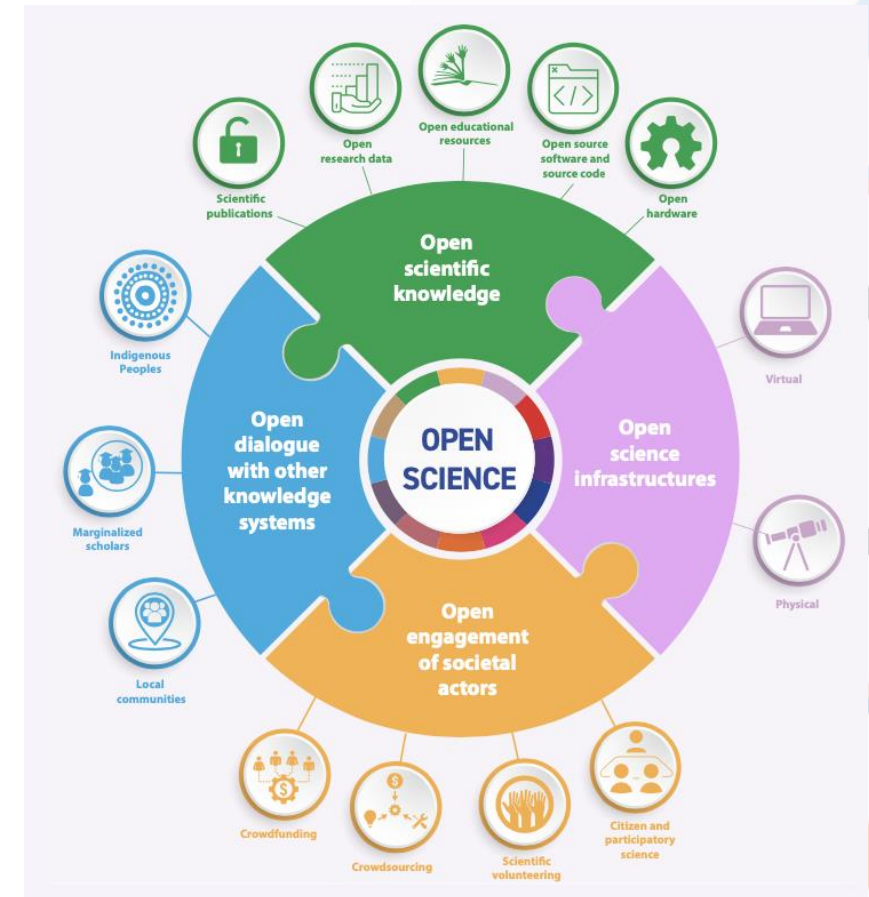 Open educational
resources
Open
research data
Open source
software and
source code
Scientific
publications
Open
hardware
Open
scientific
knowledge
Indigenous
Peoples
Virtual
Open
dialogue
with other
knowledge
systems
OPEN
SCIENCE
Open
science
infrastructures
Marginalized
scholars
Physical
Open
engagement
of societal
actors
Local
communities
Crowdfunding
Crowdsourcing
Scientific
volunteering
Citizen and
participatory
science